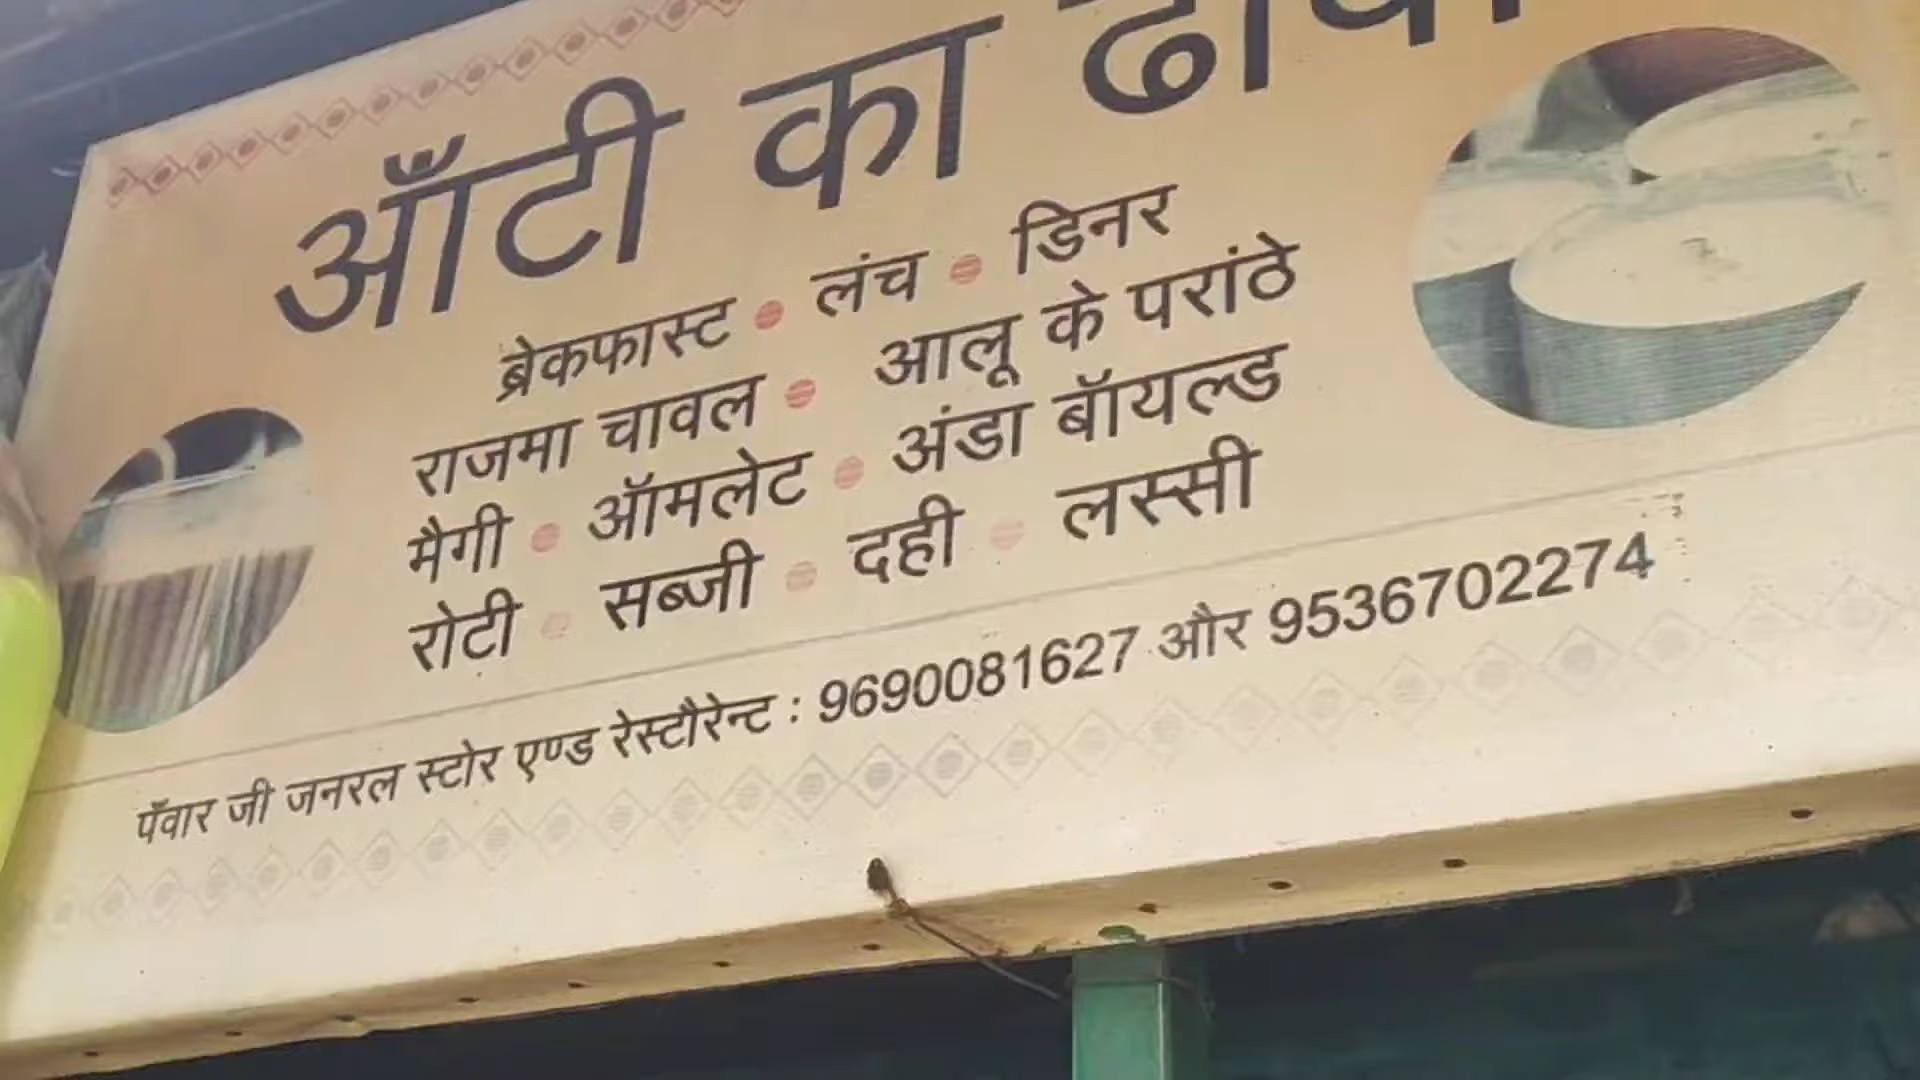 ऑंटी का ढाबा
ब्रेकफास्ट • लंच • डिनर
राजमा चावल • आलू के परांठे
मैगी • ऑमलेट • अंडा बॉयल्ड
रोटी • सब्जी • दही • लस्सी
पँवार जी जनरल स्टोर एण्ड रेस्टौरेन्ट : 9690081627 और 9536702274